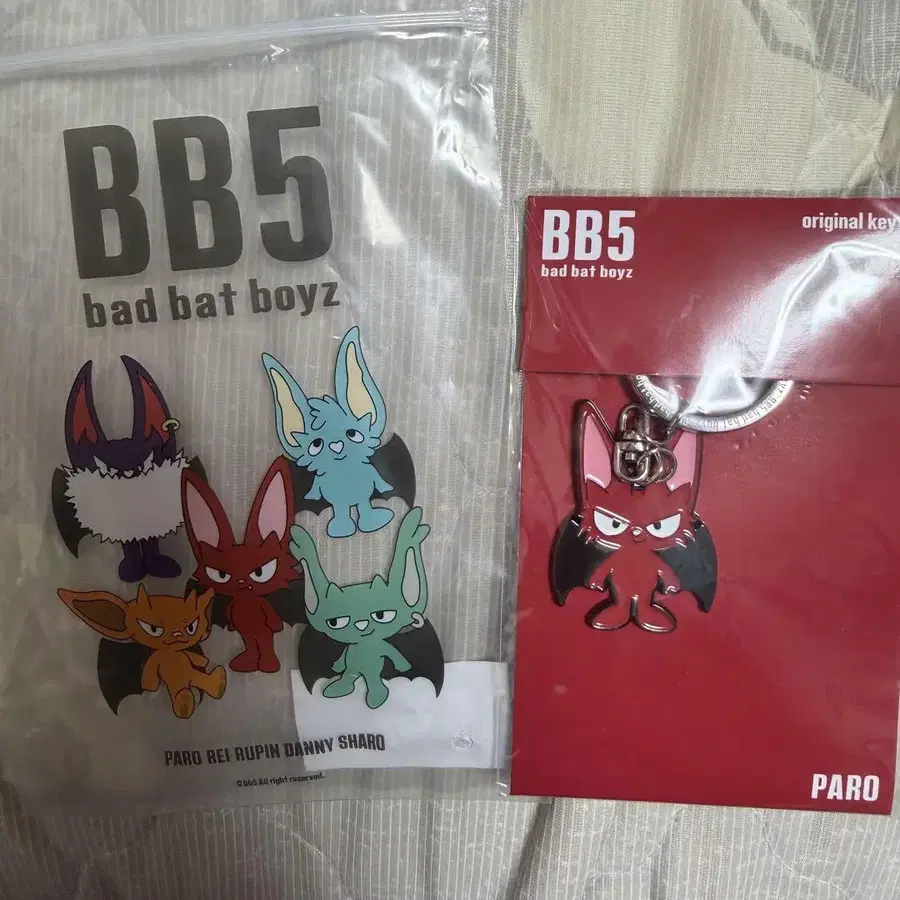 BB5
bad bat boyz
PARO REI RUPIN DANNY SHARO
© bb5 All right reserved.
BB5
bad bat boyz
original key
PARO